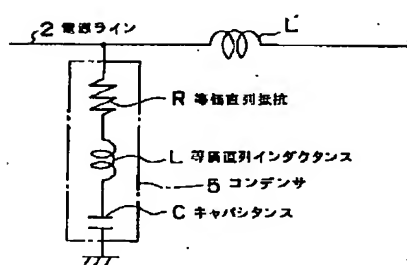 2 電源ライン
L'
R 等価直列抵抗
L 等価直列インダクタンス
5 コンデンサ
C キャパシタンス